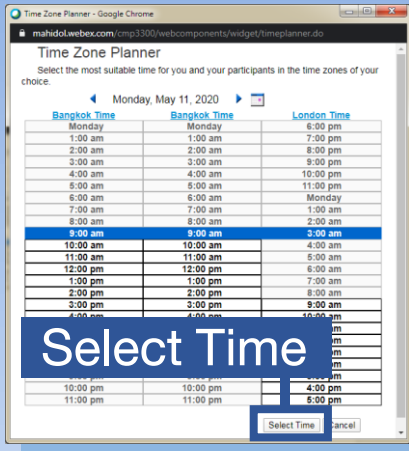 Time Zone Planner - Google Chrome
mahidol.webex.com/cmp3300/webcomponents/widget/timeplanner.do
Time Zone Planner
Select the most suitable time for you and your participants in the time zones of your
choice.
Monday, May 11, 2020
Bangkok Time Bangkok Time London Time
Monday Monday 6:00 pm
1:00 am 1:00 am 7:00 pm
2:00 am 2:00 am 8:00 pm
3:00 am 3:00 am 9:00 pm
4:00 am 4:00 am 10:00 pm
5:00 am 5:00 am 11:00 pm
6:00 am 6:00 am Monday
7:00 am 7:00 am 1:00 am
8:00 am 8:00 am 2:00 am
9:00 am 9:00 am 3:00 am
10:00 am 10:00 am 4:00 am
11:00 am 11:00 am 5:00 am
12:00 pm 12:00 pm 6:00 am
1:00 pm 1:00 pm 7:00 am
2:00 pm 2:00 pm 8:00 am
3:00 pm 3:00 pm 9:00 am
4:00 pm 4:00 pm 10:00 am
Select Time
10:00 pm 10:00 pm 4:00 pm
11:00 pm 11:00 pm 5:00 pm
Select Time Cancel